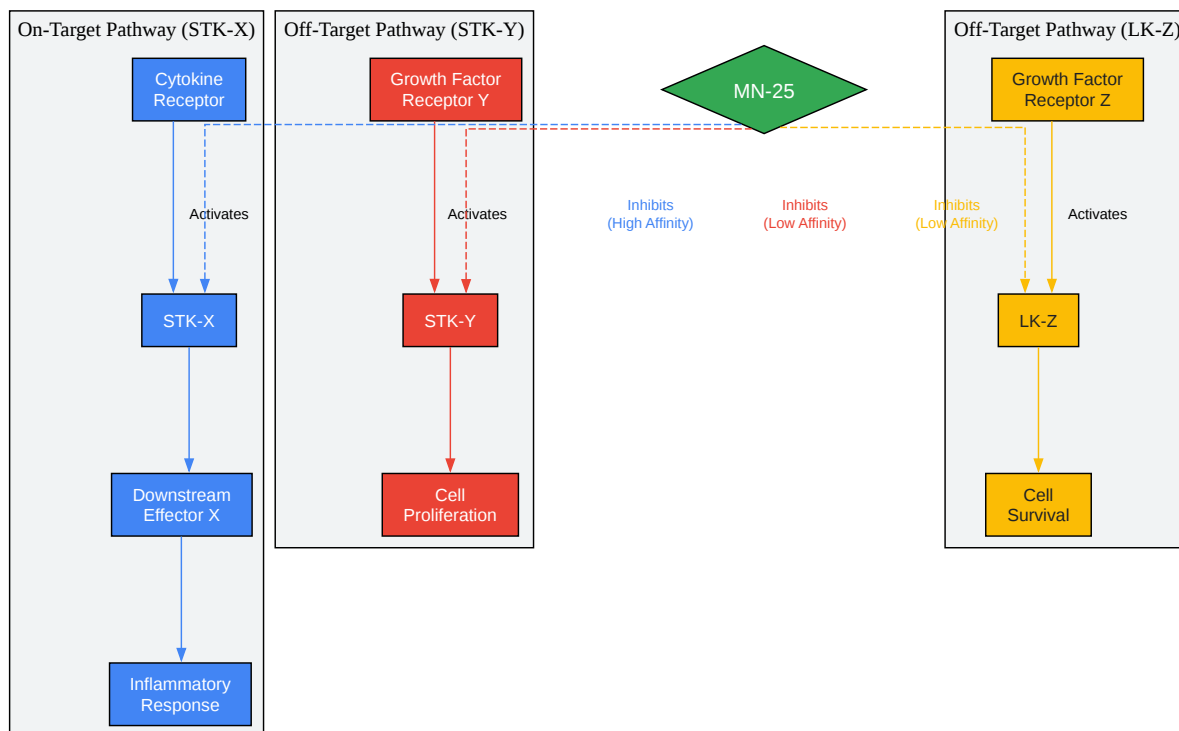 On-Target Pathway (STK-X)
Cytokine
Receptor
Activates
STK-X
Downstream
Effector X
Inflammatory
Response
Off-Target Pathway (STK-Y)
Growth Factor
Receptor Y
Activates
STK-Y
Cell
Proliferation
MN-25
Inhibits
(High Affinity)
Inhibits
(Low Affinity)
Inhibits
(Low Affinity)
Off-Target Pathway (LK-Z)
Growth Factor
Receptor Z
Activates
LK-Z
Cell
Survival